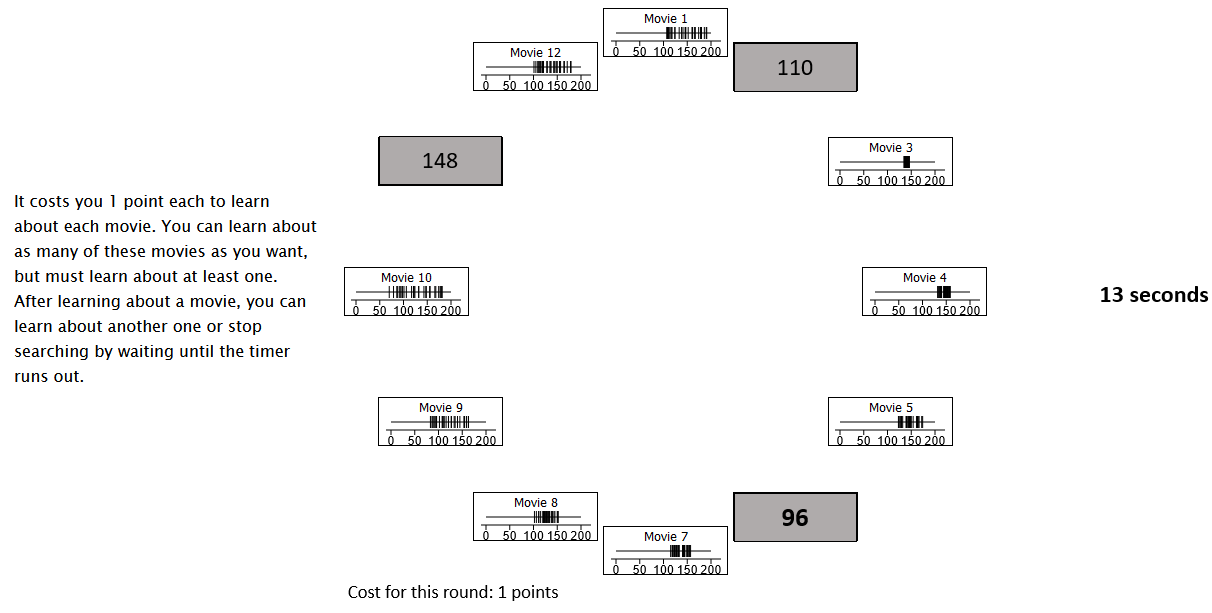 Movie 1
0 50 100 150 200
Movie 12
0 50 100 150 200
110
148
Movie 3
0 50 100 150 200
It costs you 1 point each to learn
about each movie. You can learn about
as many of these movies as you want,
but must learn about at least one.
After learning about a movie, you can
learn about another one or stop
searching by waiting until the timer
runs out.
Movie 10
0 50 100 150 200
Movie 4
0 50 100 150 200
13 seconds
Movie 9
0 50 100 150 200
Movie 5
0 50 100 150 200
Movie 8
0 50 100 150 200
96
Movie 7
0 50 100 150 200
Cost for this round: 1 points